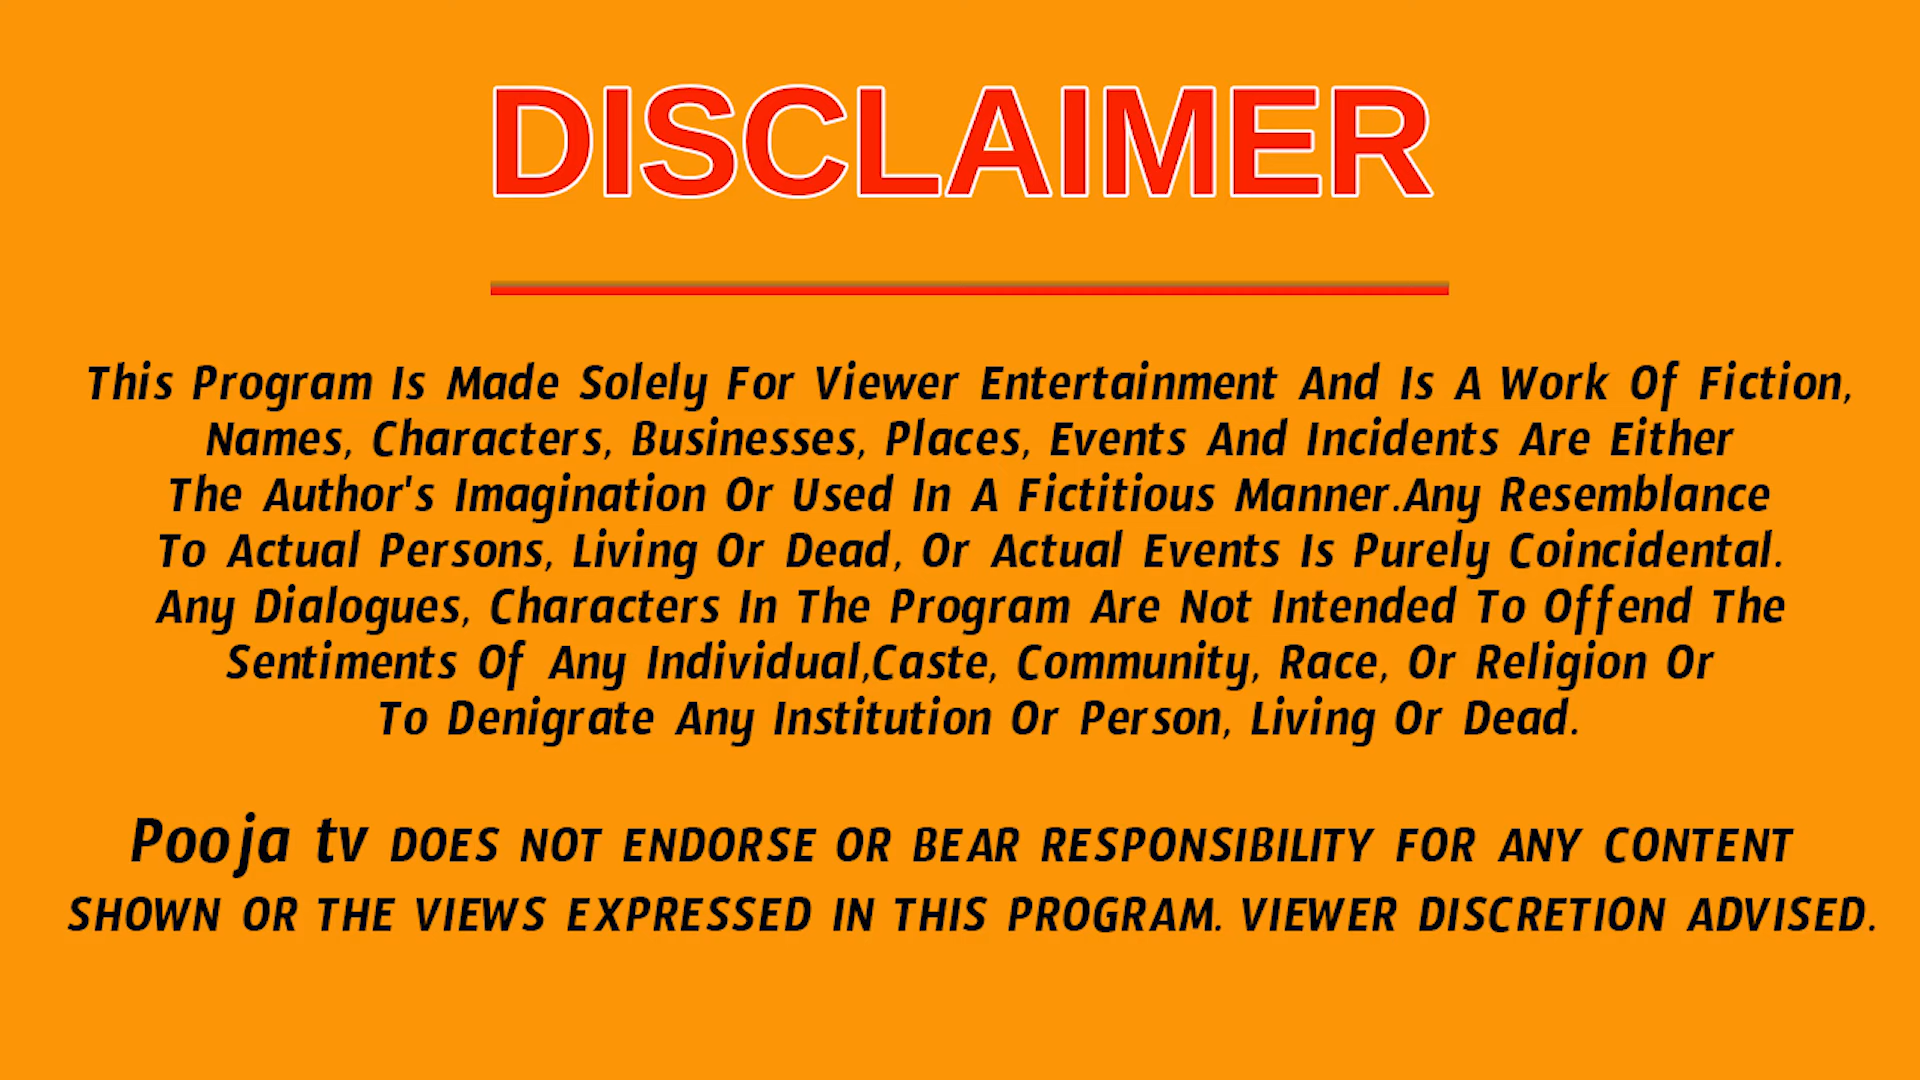 DISCLAIMER
This Program Is Made Solely For Viewer Entertainment And Is A Work Of Fiction,
Names, Characters, Businesses, Places, Events And Incidents Are Either
The Author's Imagination Or Used In A Fictitious Manner.Any Resemblance
To Actual Persons, Living Or Dead, Or Actual Events Is Purely Coincidental.
Any Dialogues, Characters In The Program Are Not Intended To Offend The
Sentiments Of Any Individual,Caste, Community, Race, Or Religion Or
To Denigrate Any Institution Or Person, Living Or Dead.
Pooja tv DOES NOT ENDORSE OR BEAR RESPONSIBILITY FOR ANY CONTENT
SHOWN OR THE VIEWS EXPRESSED IN THIS PROGRAM. VIEWER DISCRETION ADVISED.